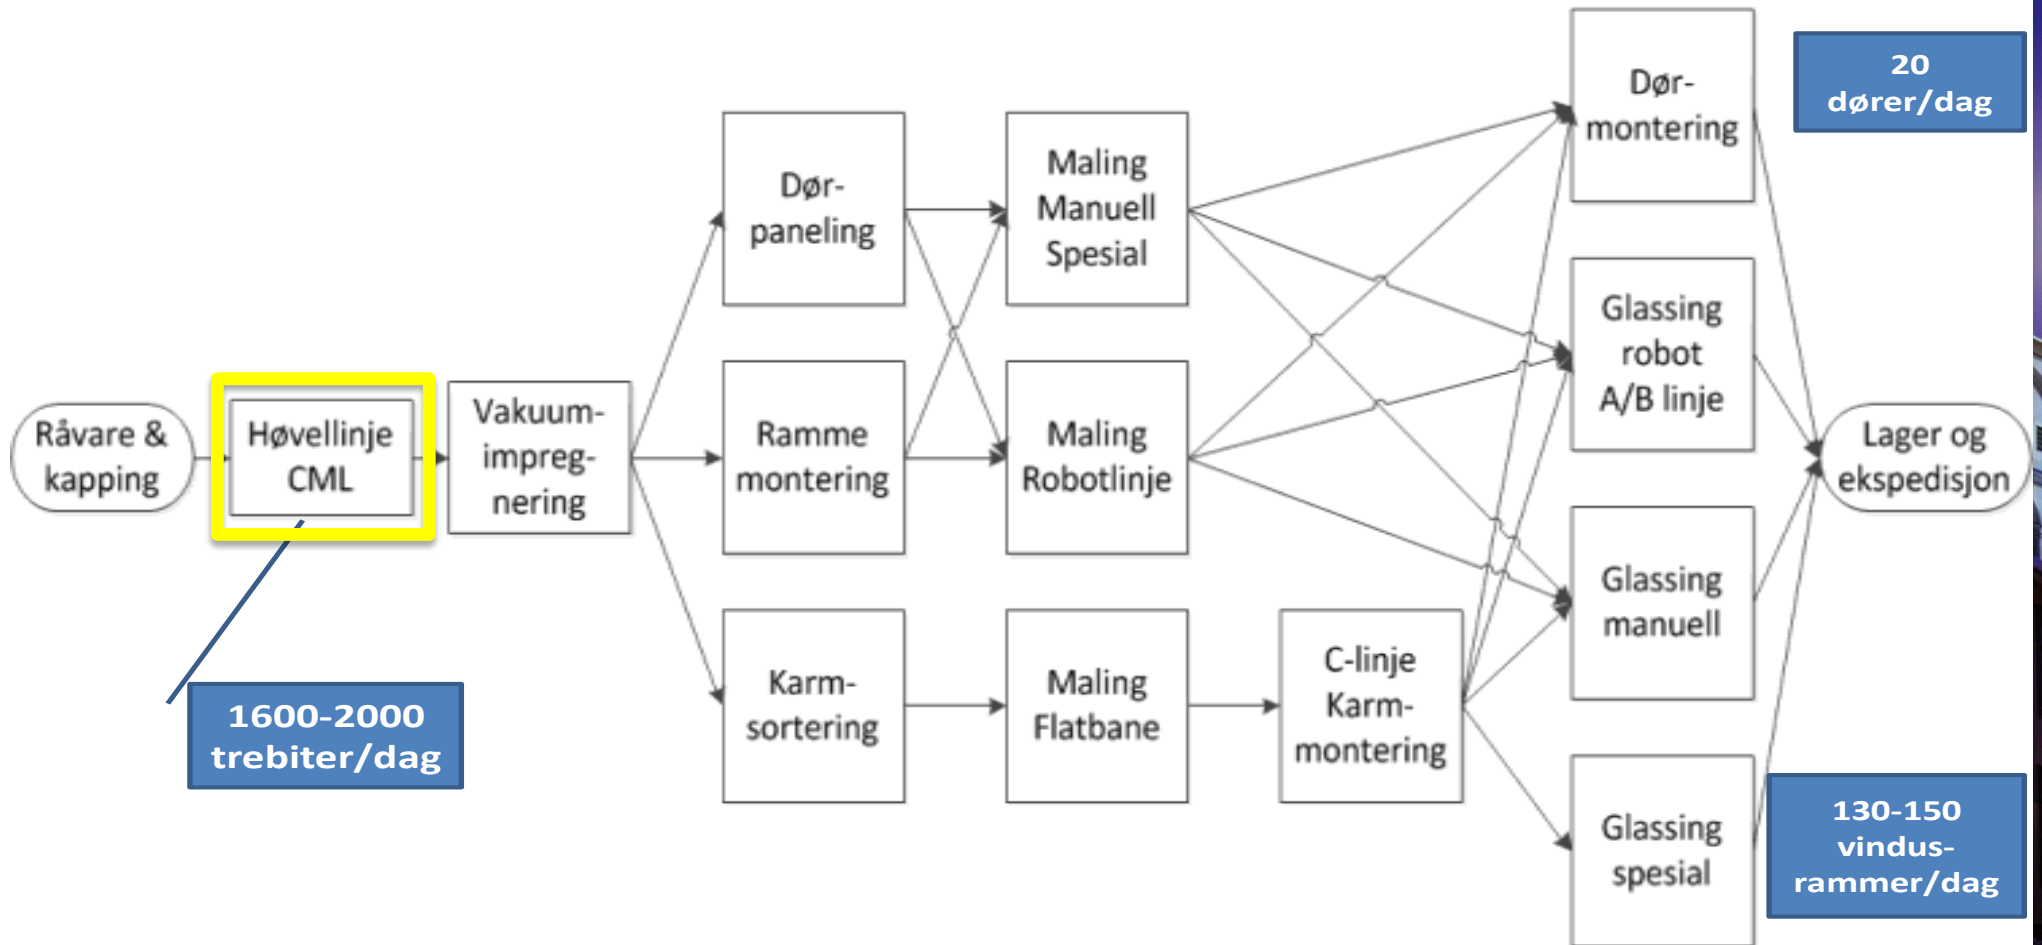 Råvare &
kapping
Høvellinje
CML
1600-2000
trebiter/dag
Vakuum-
impreg-
nering
Dør-
paneling
Ramme
montering
Karm-
sortering
Maling
Manuell
Spesial
Maling
Robotlinje
Maling
Flatbane
C-linje
Karm-
montering
Dør-
montering
Glassing
robot
A/B linje
Glassing
manuell
Glassing
spesial
20
dører/dag
Lager og
ekspedisjon
130-150
vindus-
rammer/dag